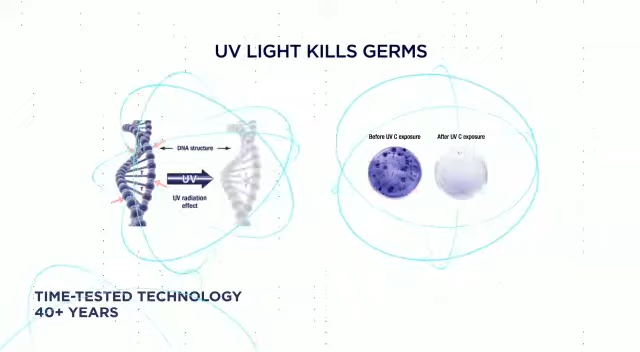 UV LIGHT KILLS GERMS
Before UV C exposure
After UV C exposure
DNA structure
UV
UV radiation
effect
TIME-TESTED TECHNOLOGY
40+ YEARS